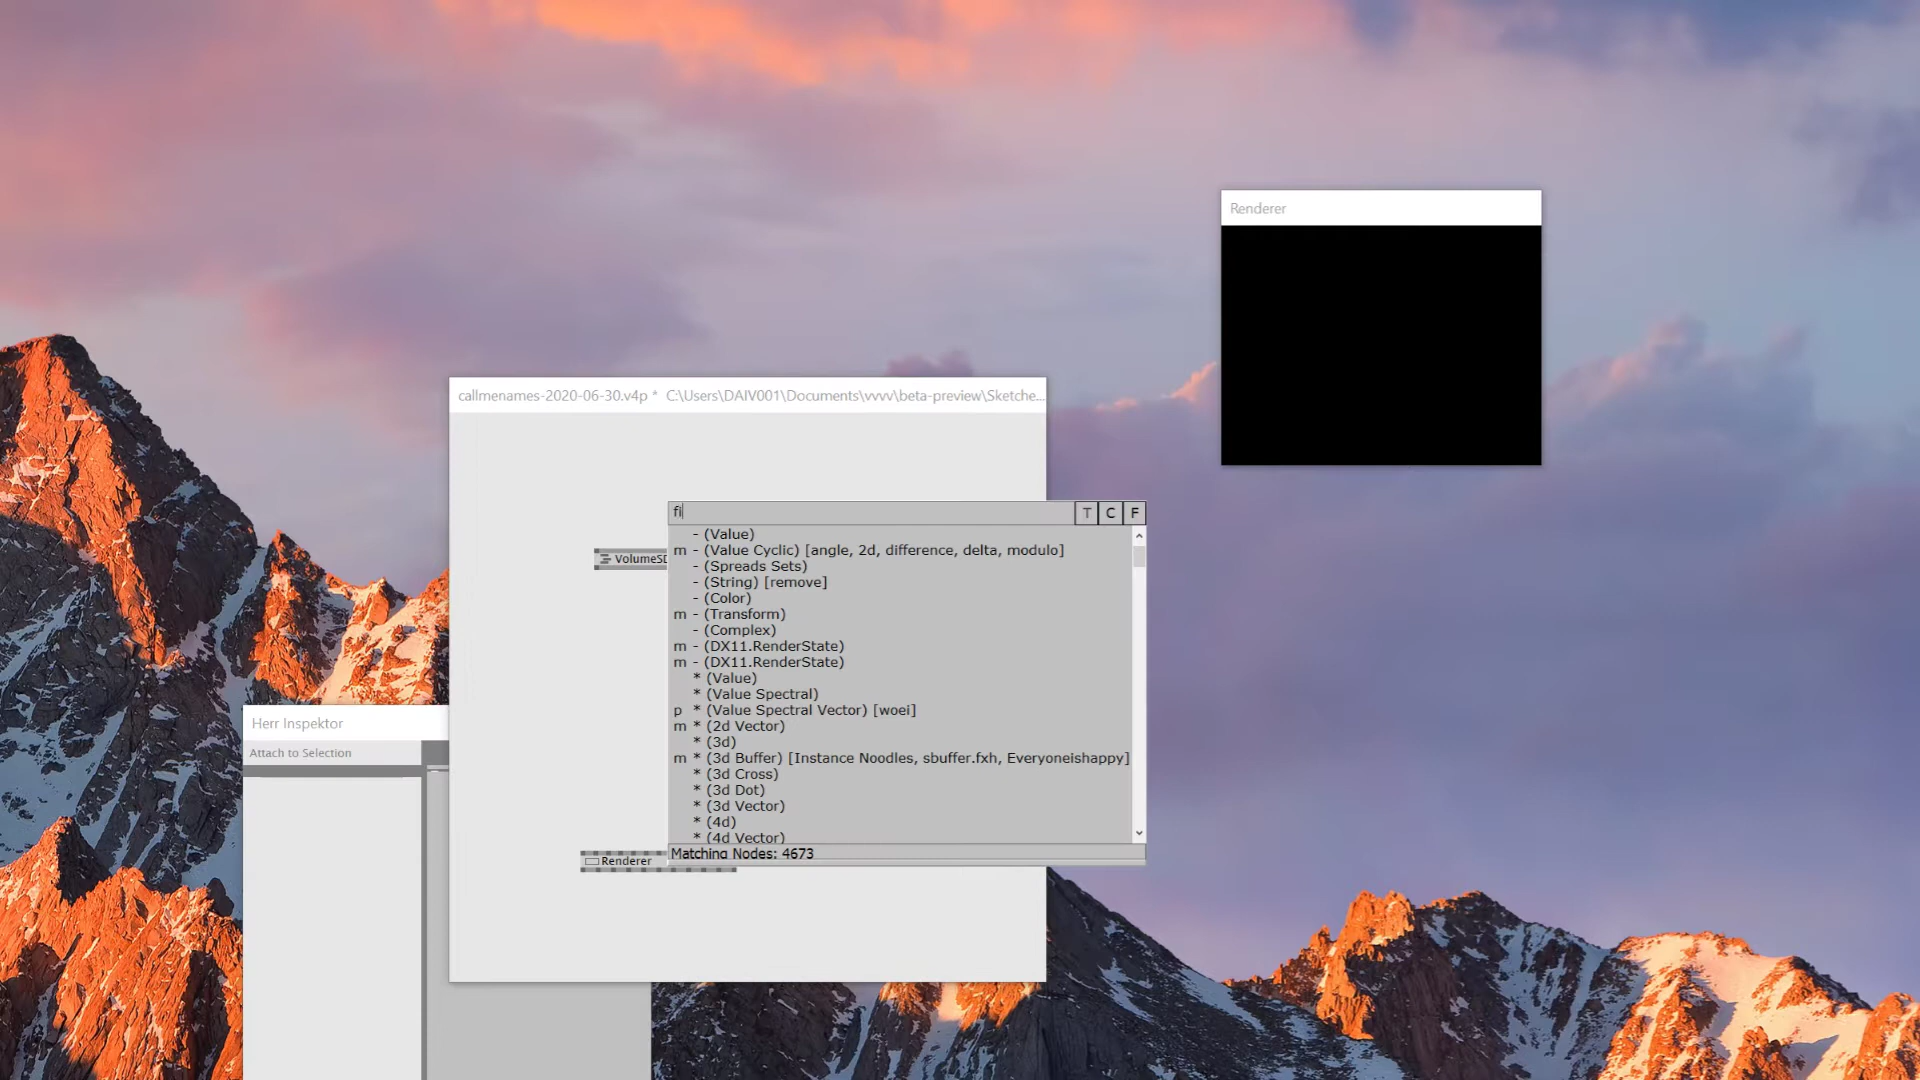 Renderer
callmenames-2020-06-30.v4p * C:\Users\DAIV001\Documents\vvvv\beta-preview\Sketche...
fi
T C F
- (Value)
m - (Value Cyclic) [angle, 2d, difference, delta, modulo]
- (Spreads Sets)
VolumeSD
- (String) [remove]
- (Color)
m - (Transform)
- (Complex)
m - (DX11.RenderState)
m - (DX11.RenderState)
* (Value)
* (Value Spectral)
p * (Value Spectral Vector) [woei]
m * (2d Vector)
* (3d)
m * (3d Buffer) [Instance Noodles, sbuffer.fxh, Everyoneishappy]
* (3d Cross)
* (3d Dot)
* (3d Vector)
* (4d)
* (4d Vector)
Matching Nodes: 4673
Renderer
Herr Inspektor
Attach to Selection